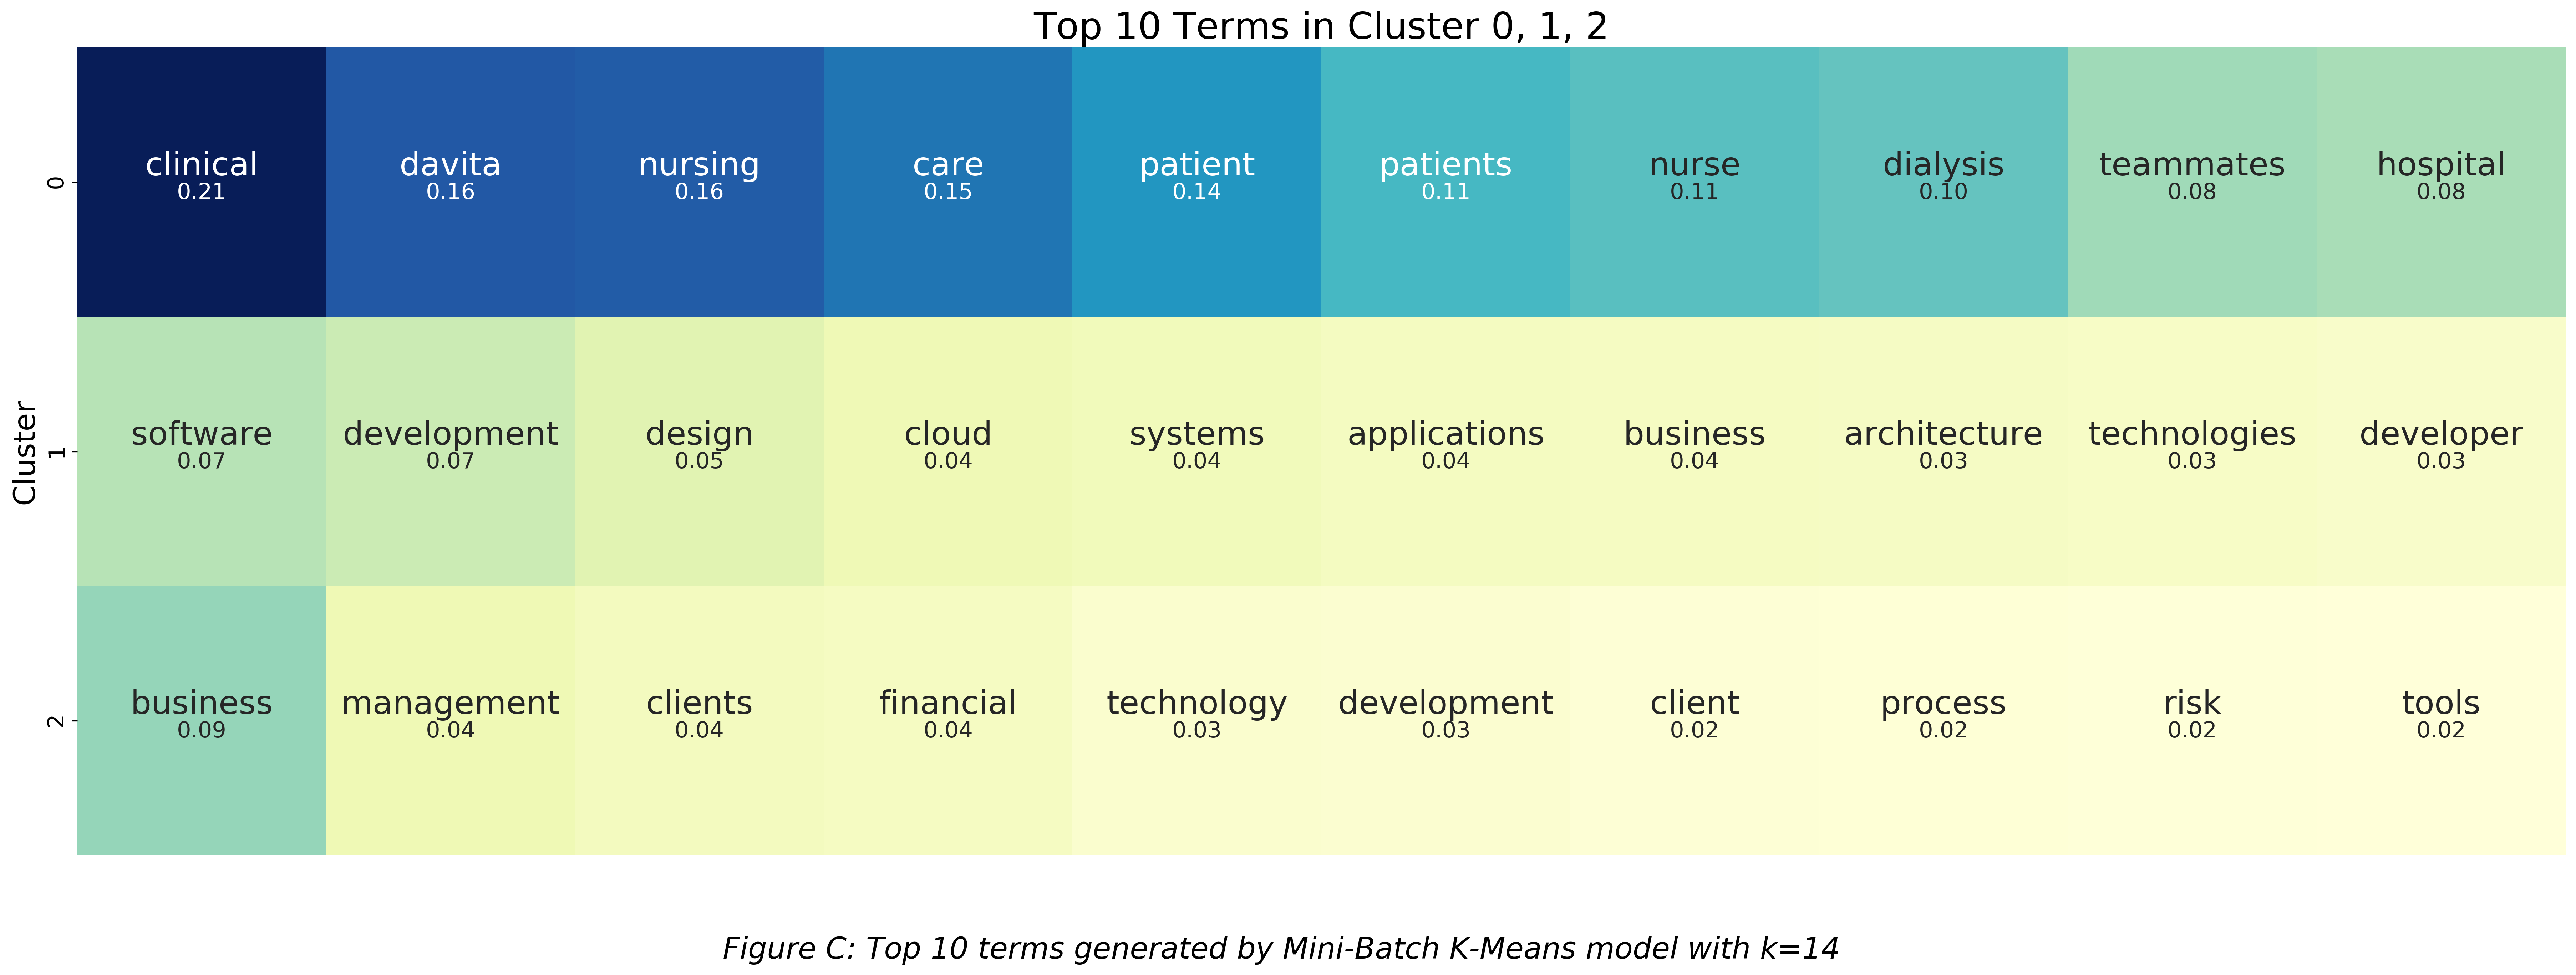 Top 10 Terms in Cluster 0, 1, 2
clinical davita nursing care patient patients nurse dialysis teammates hospital
0.21 0.16 0.16 0.15 0.14 0.11 0.11 0.10 0.08 0.08
0
software development design cloud systems applications business architecture technologies developer
0.07 0.07 0.05 0.04 0.04 0.04 0.04 0.03 0.03 0.03
1
Cluster
business management clients financial technology development client process risk tools
0.09 0.04 0.04 0.04 0.03 0.03 0.02 0.02 0.02 0.02
2
Figure C: Top 10 terms generated by Mini-Batch K-Means model with k=14